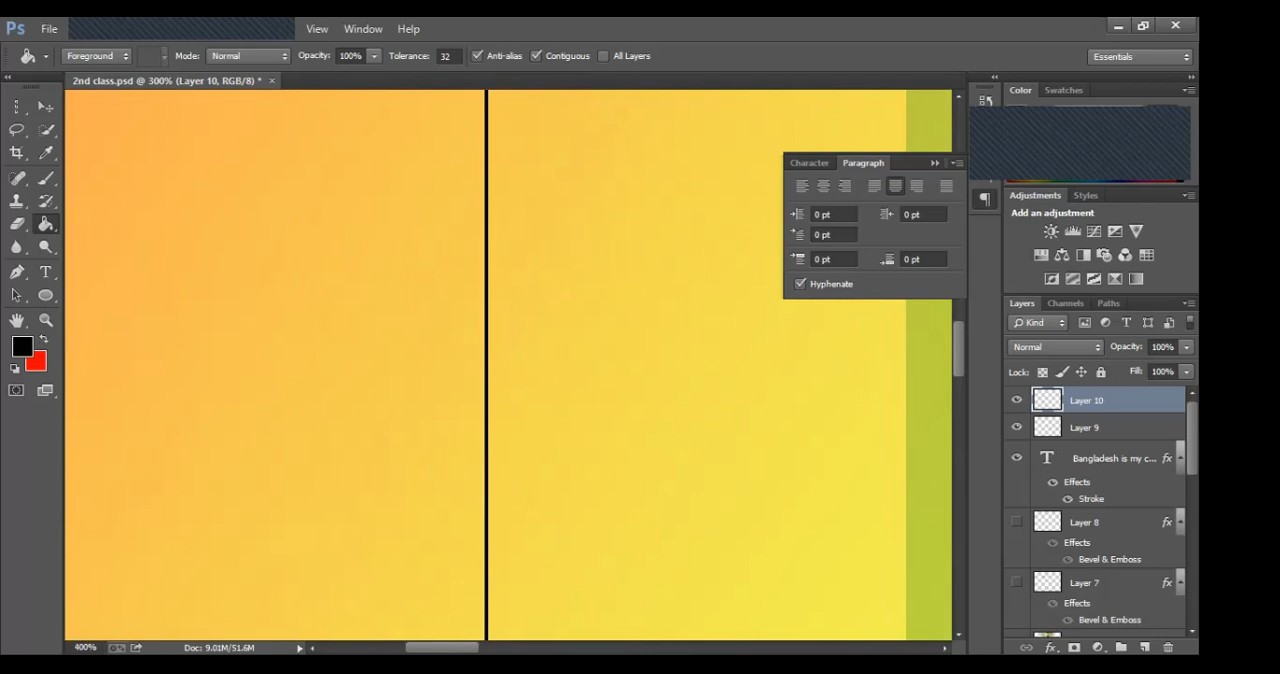 Ps File View Window Help
Foreground Mode: Normal Opacity: 100% Tolerance: 32 Anti-alias Contiguous All Layers Essentials
2nd class.psd @ 300% (Layer 10, RGB/8) * ×
Color Swatches
Character Paragraph
0 pt 0 pt
0 pt
0 pt 0 pt
Hyphenate
Adjustments Styles
Add an adjustment
Layers Channels Paths
Kind
Normal Opacity: 100%
Lock: Fill: 100%
Layer 10
Layer 9
T Bangladesh is my c... fx
Effects
Stroke
Layer 8 fx
Effects
Bevel & Emboss
Layer 7 fx
Effects
Bevel & Emboss
400% Doc: 9.01M/51.6M